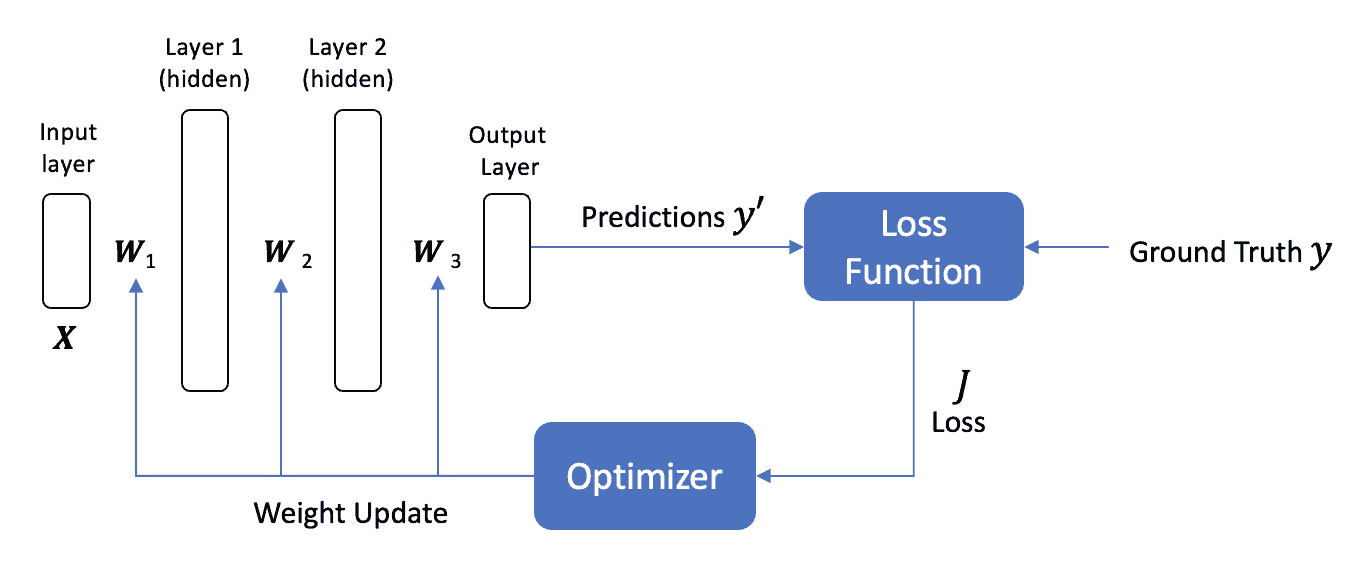 Layer 1
(hidden)
Layer 2
(hidden)
Input
layer
Output
Layer
X
W1
W2
W3
Predictions y′
Loss
Function
Ground Truth y
J
Loss
Optimizer
Weight Update